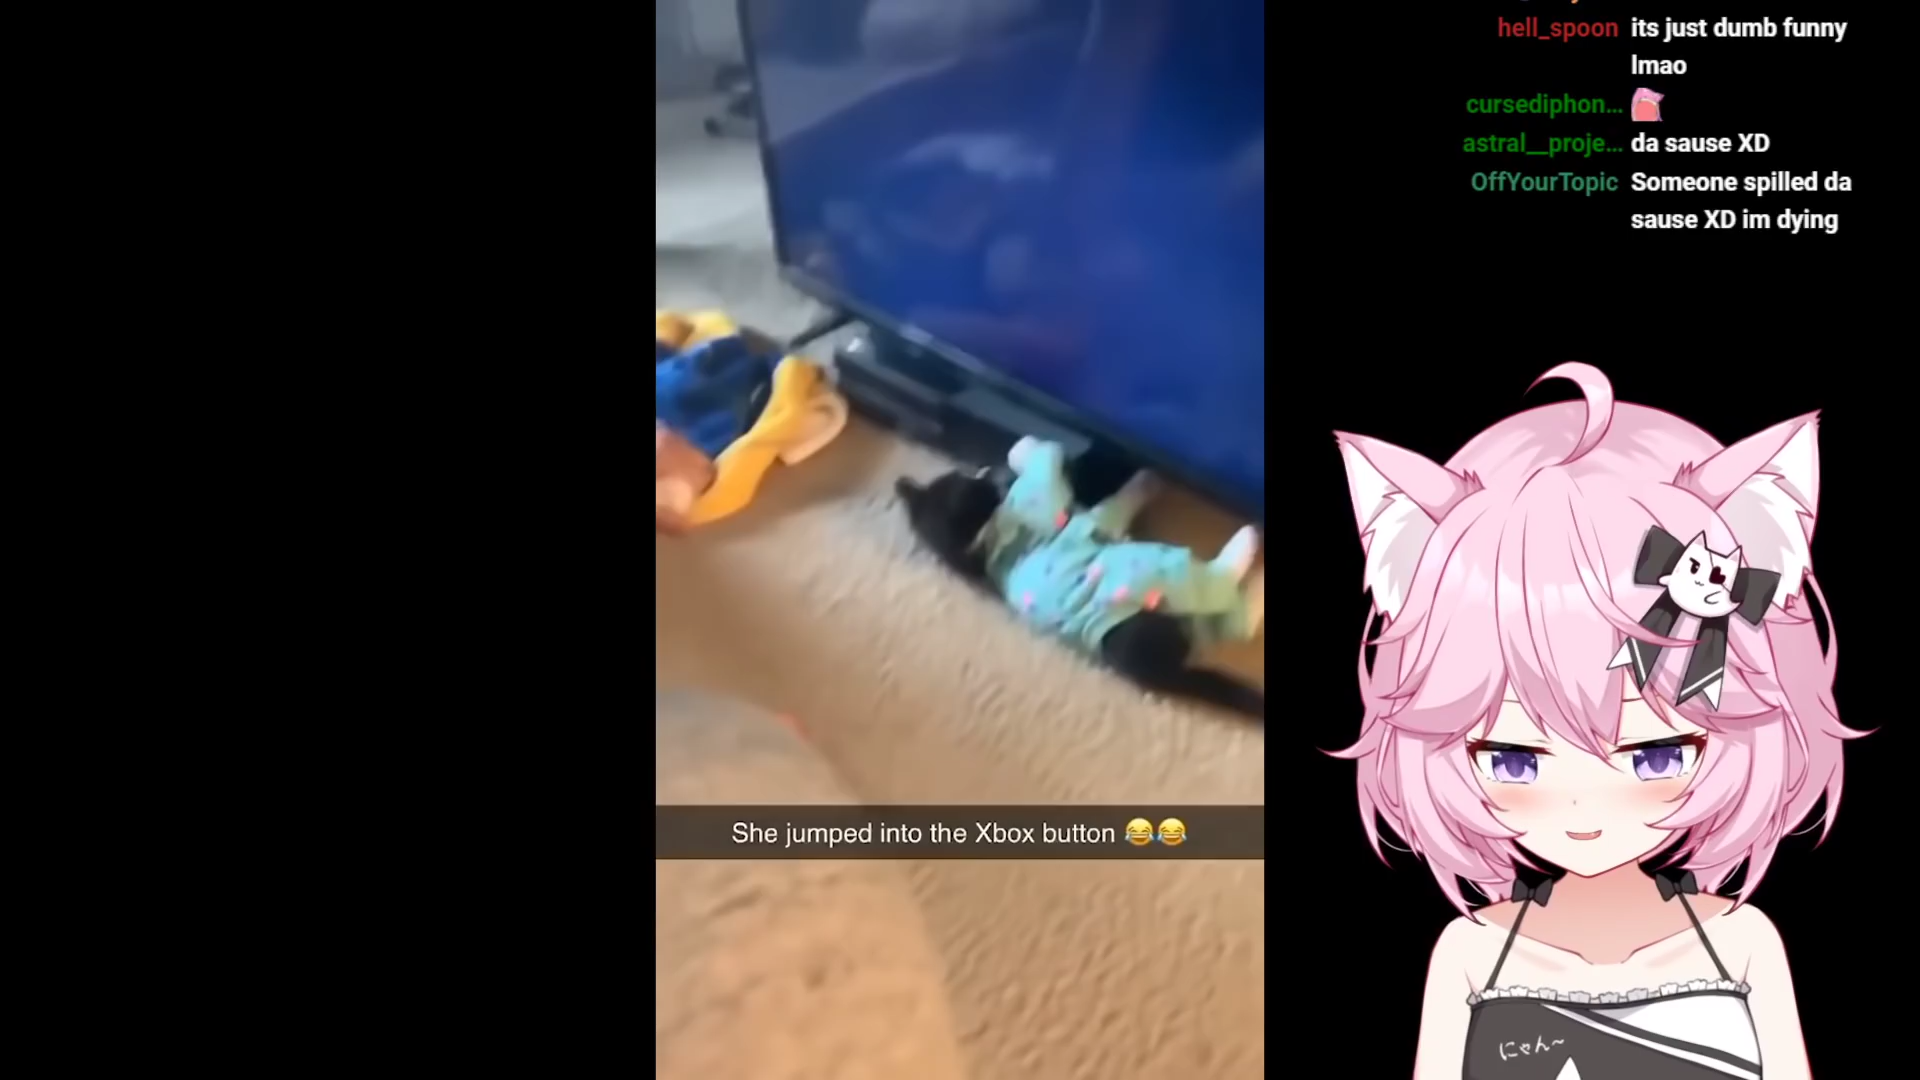 hell_spoon its just dumb funny
lmao
cursediphon...
astral__proje... da sause XD
OffYourTopic Someone spilled da
sause XD im dying
She jumped into the Xbox button 😂😂
にゃん~